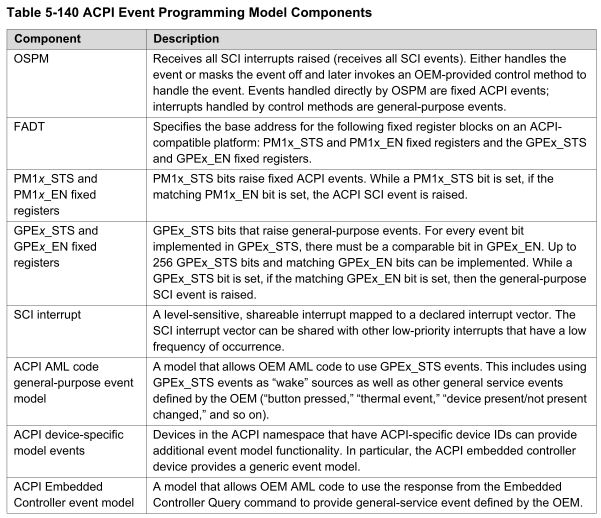 Table 5-140 ACPI Event Programming Model Components
Component Description
OSPM Receives all SCI interrupts raised (receives all SCI events). Either handles the
event or masks the event off and later invokes an OEM-provided control method to
handle the event. Events handled directly by OSPM are fixed ACPI events;
interrupts handled by control methods are general-purpose events.
FADT Specifies the base address for the following fixed register blocks on an ACPI-
compatible platform: PM1x_STS and PM1x_EN fixed registers and the GPEx_STS
and GPEx_EN fixed registers.
PM1x_STS and PM1x_STS bits raise fixed ACPI events. While a PM1x_STS bit is set, if the
PM1x_EN fixed matching PM1x_EN bit is set, the ACPI SCI event is raised.
registers
GPEx_STS and GPEx_STS bits that raise general-purpose events. For every event bit
GPEx_EN fixed implemented in GPEx_STS, there must be a comparable bit in GPEx_EN. Up to
registers 256 GPEx_STS bits and matching GPEx_EN bits can be implemented. While a
GPEx_STS bit is set, if the matching GPEx_EN bit is set, then the general-purpose
SCI event is raised.
SCI interrupt A level-sensitive, shareable interrupt mapped to a declared interrupt vector. The
SCI interrupt vector can be shared with other low-priority interrupts that have a low
frequency of occurrence.
ACPI AML code A model that allows OEM AML code to use GPEx_STS events. This includes using
general-purpose event GPEx_STS events as “wake” sources as well as other general service events
model defined by the OEM (“button pressed,” “thermal event,” “device present/not present
changed,” and so on).
ACPI device-specific Devices in the ACPI namespace that have ACPI-specific device IDs can provide
model events additional event model functionality. In particular, the ACPI embedded controller
device provides a generic event model.
ACPI Embedded A model that allows OEM AML code to use the response from the Embedded
Controller event model Controller Query command to provide general-service event defined by the OEM.